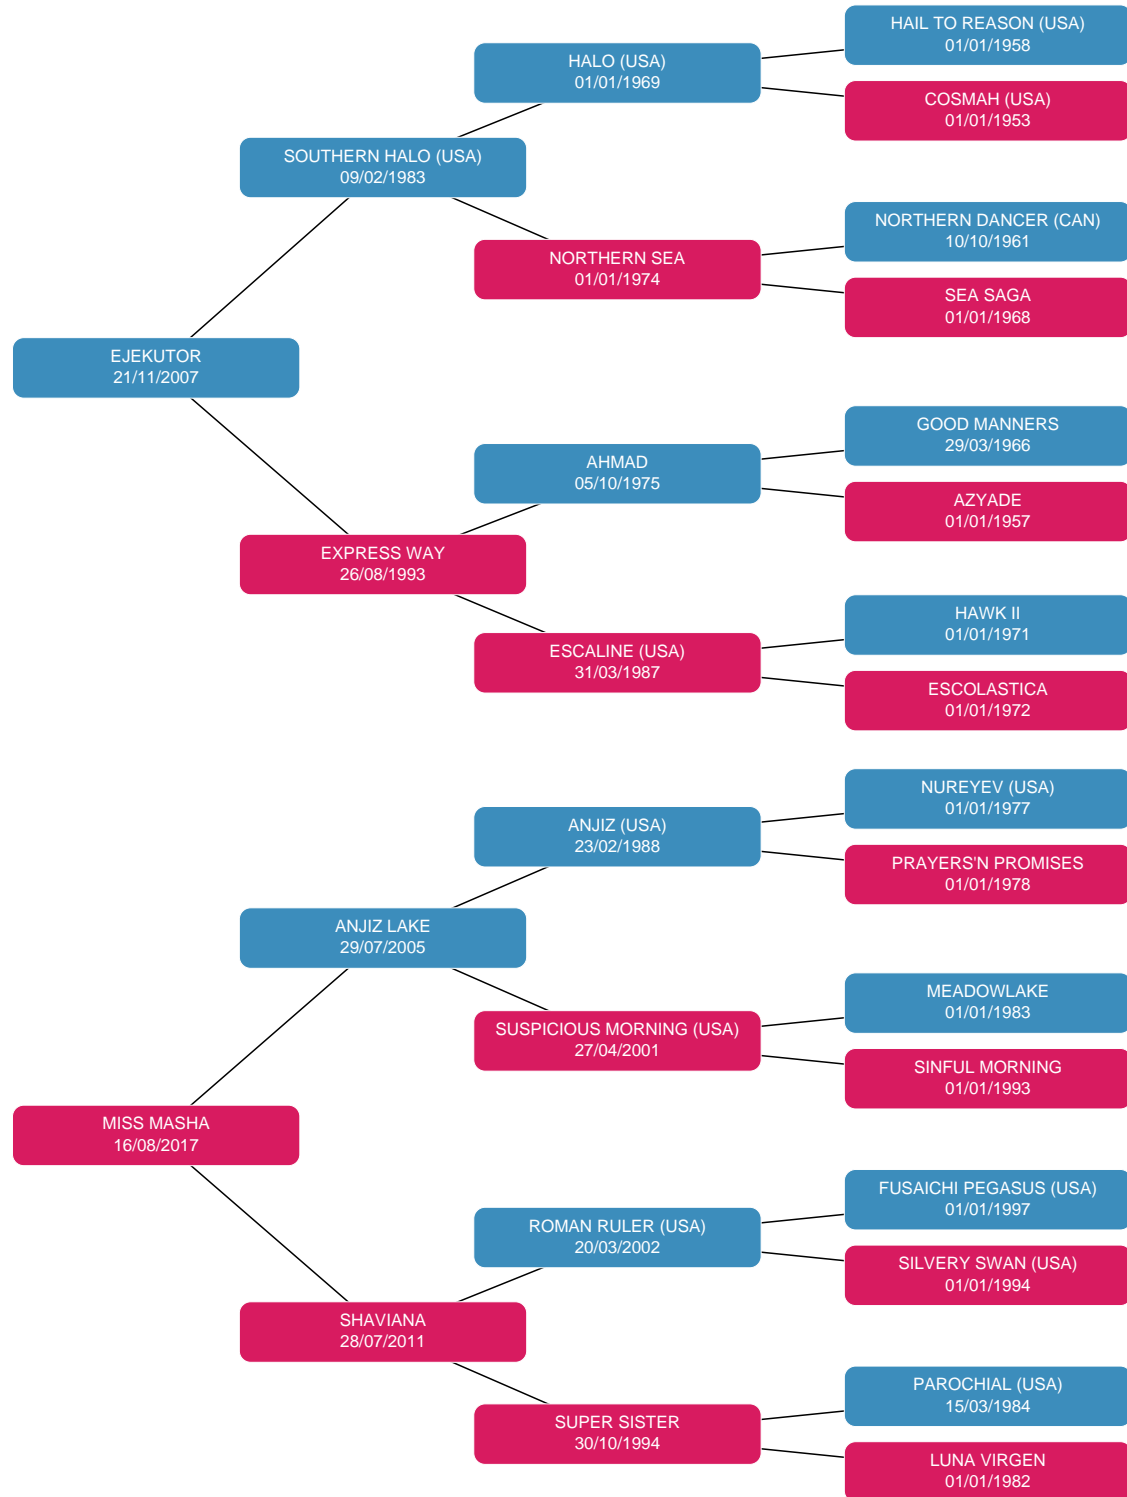 HAIL TO REASON (USA)
01/01/1958
HALO (USA)
01/01/1969
COSMAH (USA)
01/01/1953
SOUTHERN HALO (USA)
09/02/1983
NORTHERN DANCER (CAN)
10/10/1961
NORTHERN SEA
01/01/1974
SEA SAGA
01/01/1968
EJEKUTOR
21/11/2007
GOOD MANNERS
29/03/1966
AHMAD
05/10/1975
AZYADE
01/01/1957
EXPRESS WAY
26/08/1993
HAWK II
01/01/1971
ESCALINE (USA)
31/03/1987
ESCOLASTICA
01/01/1972
NUREYEV (USA)
01/01/1977
ANJIZ (USA)
23/02/1988
PRAYERS'N PROMISES
01/01/1978
ANJIZ LAKE
29/07/2005
MEADOWLAKE
01/01/1983
SUSPICIOUS MORNING (USA)
27/04/2001
SINFUL MORNING
01/01/1993
MISS MASHA
16/08/2017
FUSAICHI PEGASUS (USA)
01/01/1997
ROMAN RULER (USA)
20/03/2002
SILVERY SWAN (USA)
01/01/1994
SHAVIANA
28/07/2011
PAROCHIAL (USA)
15/03/1984
SUPER SISTER
30/10/1994
LUNA VIRGEN
01/01/1982